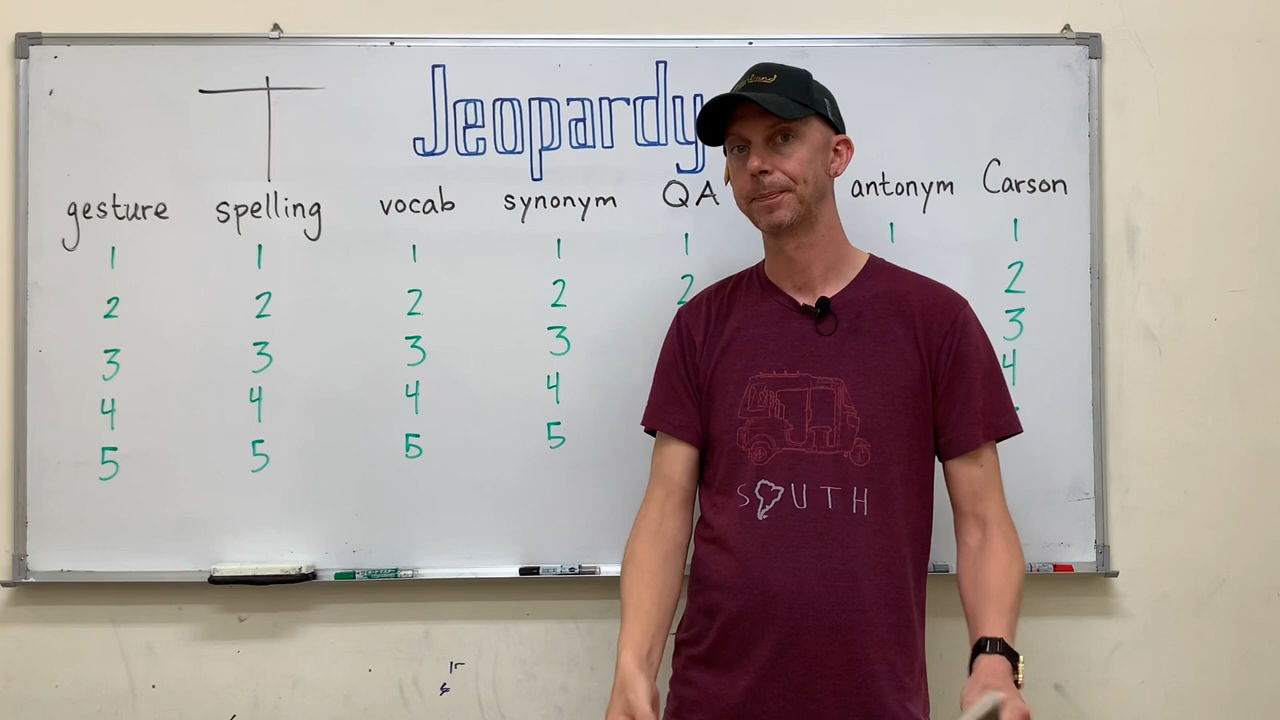 T Jeopardy
gesture spelling vocab synonym QA antonym Carson
1 1 1 1 1 1 1
2 2 2 2 2 2
3 3 3 3 3
4 4 4 4 4
5 5 5 5
SOUTH